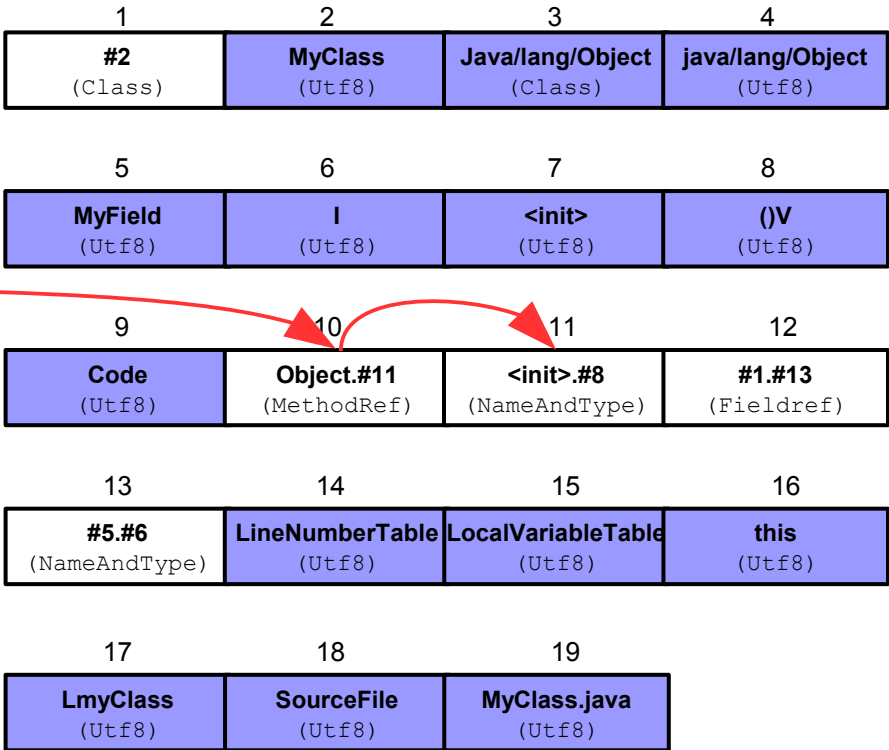 1 2 3 4
#2 MyClass Java/lang/Object java/lang/Object
(Class) (Utf8) (Class) (Utf8)
5 6 7 8
MyField I <init> ()V
(Utf8) (Utf8) (Utf8) (Utf8)
9 10 11 12
Code Object.#11 <init>.#8 #1.#13
(Utf8) (MethodRef) (NameAndType) (Fieldref)
13 14 15 16
#5.#6 LineNumberTable LocalVariableTable this
(NameAndType) (Utf8) (Utf8) (Utf8)
17 18 19
LmyClass SourceFile MyClass.java
(Utf8) (Utf8) (Utf8)